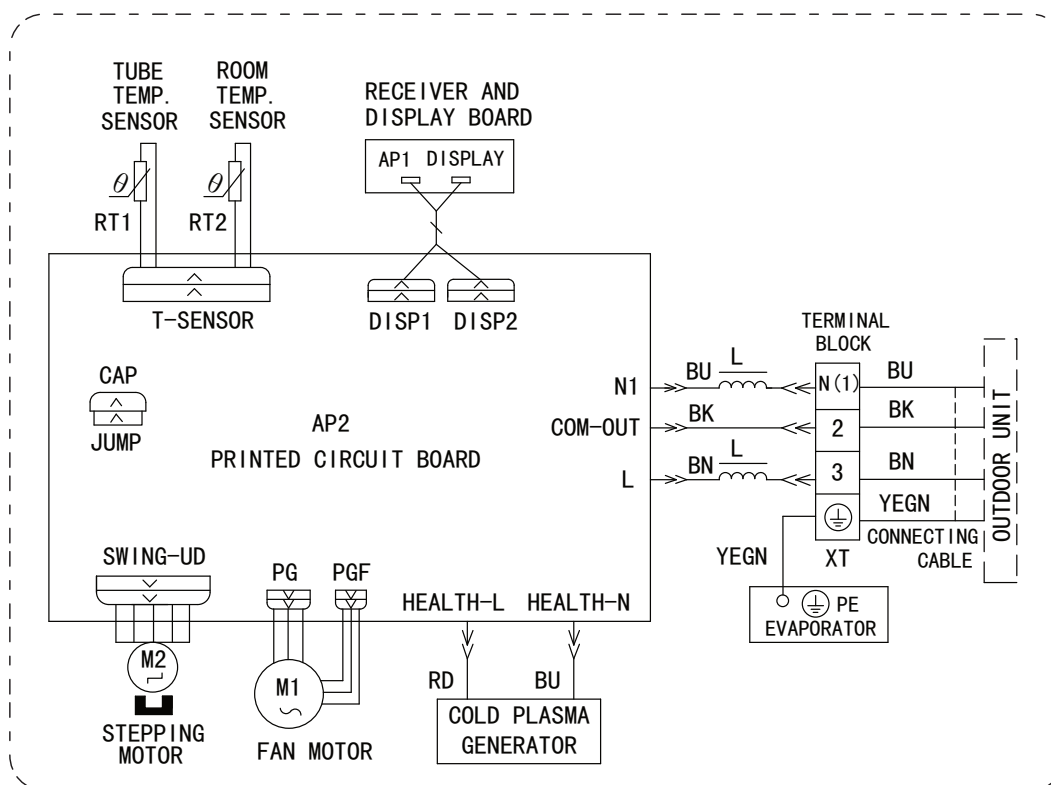 TUBE
TEMP.
SENSOR
ROOM
TEMP.
SENSOR
RECEIVER AND
DISPLAY BOARD
AP1 DISPLAY
θ
RT1
θ
RT2
T-SENSOR
DISP1 DISP2
CAP
JUMP
AP2
PRINTED CIRCUIT BOARD
N1
COM-OUT
L
BU
L
BK
BN
L
TERMINAL
BLOCK
N(1)
2
3
XT
BU
BK
BN
YEGN
CONNECTING
CABLE
OUTDOOR UNIT
YEGN
PE
EVAPORATOR
SWING-UD
PG
PGF
HEALTH-L HEALTH-N
M2
STEPPING
MOTOR
M1
FAN MOTOR
RD
BU
COLD PLASMA
GENERATOR